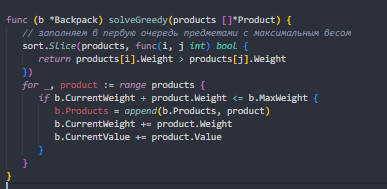 func (b *Backpack) solveGreedy(products []*Product) {
// заполняем в первую очередь предметами с максимальным весом
sort.Slice(products, func(i, j int) bool {
return products[i].Weight > products[j].Weight
})
for _, product := range products {
if b.CurrentWeight + product.Weight <= b.MaxWeight {
b.Products = append(b.Products, product)
b.CurrentWeight += product.Weight
b.CurrentValue += product.Value
}
}
}